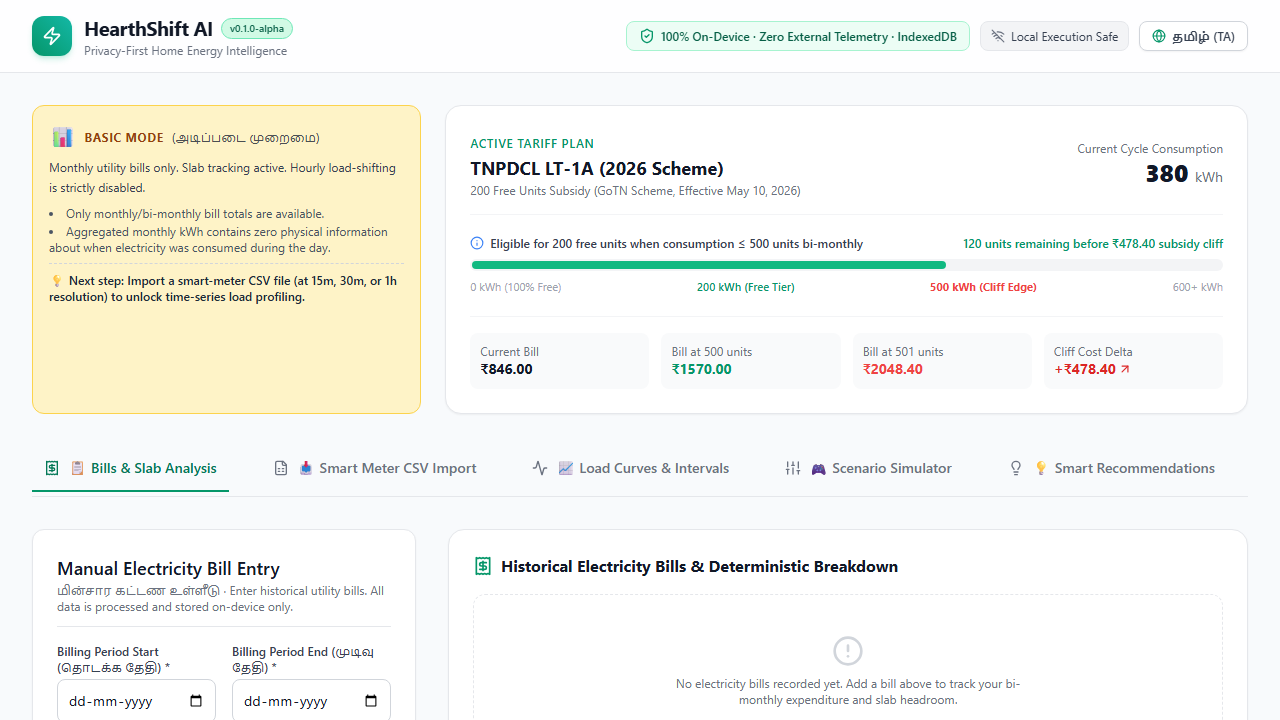 HearthShift AI
v0.1.0-alpha
Privacy-First Home Energy Intelligence
100% On-Device · Zero External Telemetry · IndexedDB
Local Execution Safe
தமிழ் (TA)
BASIC MODE (அடிப்படை முறைமை)
Monthly utility bills only. Slab tracking active. Hourly load-shifting
is strictly disabled.
• Only monthly/bi-monthly bill totals are available.
• Aggregated monthly kWh contains zero physical information
about when electricity was consumed during the day.
💡 Next step: Import a smart-meter CSV file (at 15m, 30m, or 1h
resolution) to unlock time-series load profiling.
ACTIVE TARIFF PLAN
TNPDCL LT-1A (2026 Scheme)
200 Free Units Subsidy (GoTN Scheme, Effective May 10, 2026)
Current Cycle Consumption
380 kWh
Eligible for 200 free units when consumption ≤ 500 units bi-monthly
120 units remaining before ₹478.40 subsidy cliff
0 kWh (100% Free)
200 kWh (Free Tier)
500 kWh (Cliff Edge)
600+ kWh
Current Bill
₹846.00
Bill at 500 units
₹1570.00
Bill at 501 units
₹2048.40
Cliff Cost Delta
+₹478.40 ↗
📋 Bills & Slab Analysis
📥 Smart Meter CSV Import
📈 Load Curves & Intervals
🎮 Scenario Simulator
💡 Smart Recommendations
Manual Electricity Bill Entry
மின்சார கட்டண உள்ளீடு · Enter historical utility bills. All
data is processed and stored on-device only.
Billing Period Start
(தொடக்க தேதி) *
dd-mm-yyyy
Billing Period End (முடிவு
தேதி) *
dd-mm-yyyy
Historical Electricity Bills & Deterministic Breakdown
No electricity bills recorded yet. Add a bill above to track your bi-
monthly expenditure and slab headroom.